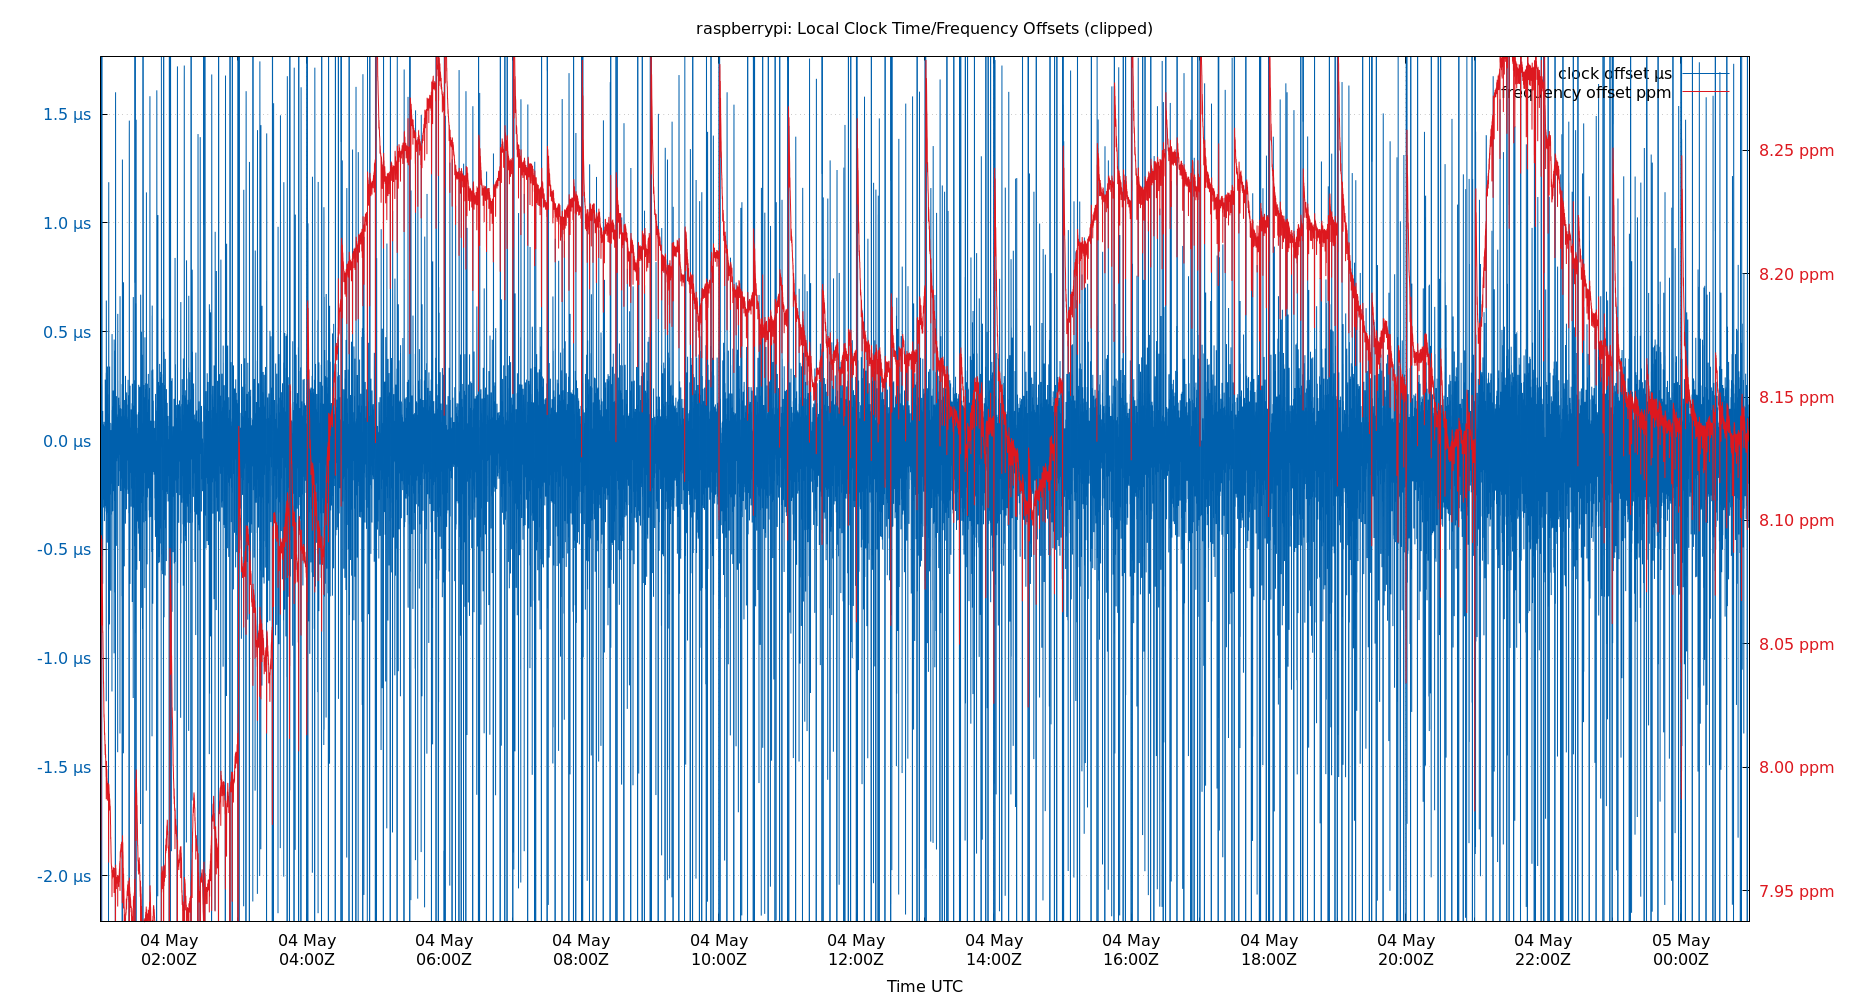 raspberrypi: Local Clock Time/Frequency Offsets (clipped)
clock offset µs
frequency offset ppm
1.5 µs
1.0 µs
0.5 µs
0.0 µs
-0.5 µs
-1.0 µs
-1.5 µs
-2.0 µs
8.25 ppm
8.20 ppm
8.15 ppm
8.10 ppm
8.05 ppm
8.00 ppm
7.95 ppm
04 May 04 May 04 May 04 May 04 May 04 May 04 May 04 May 04 May 04 May 04 May 05 May
02:00Z 04:00Z 06:00Z 08:00Z 10:00Z 12:00Z 14:00Z 16:00Z 18:00Z 20:00Z 22:00Z 00:00Z
Time UTC